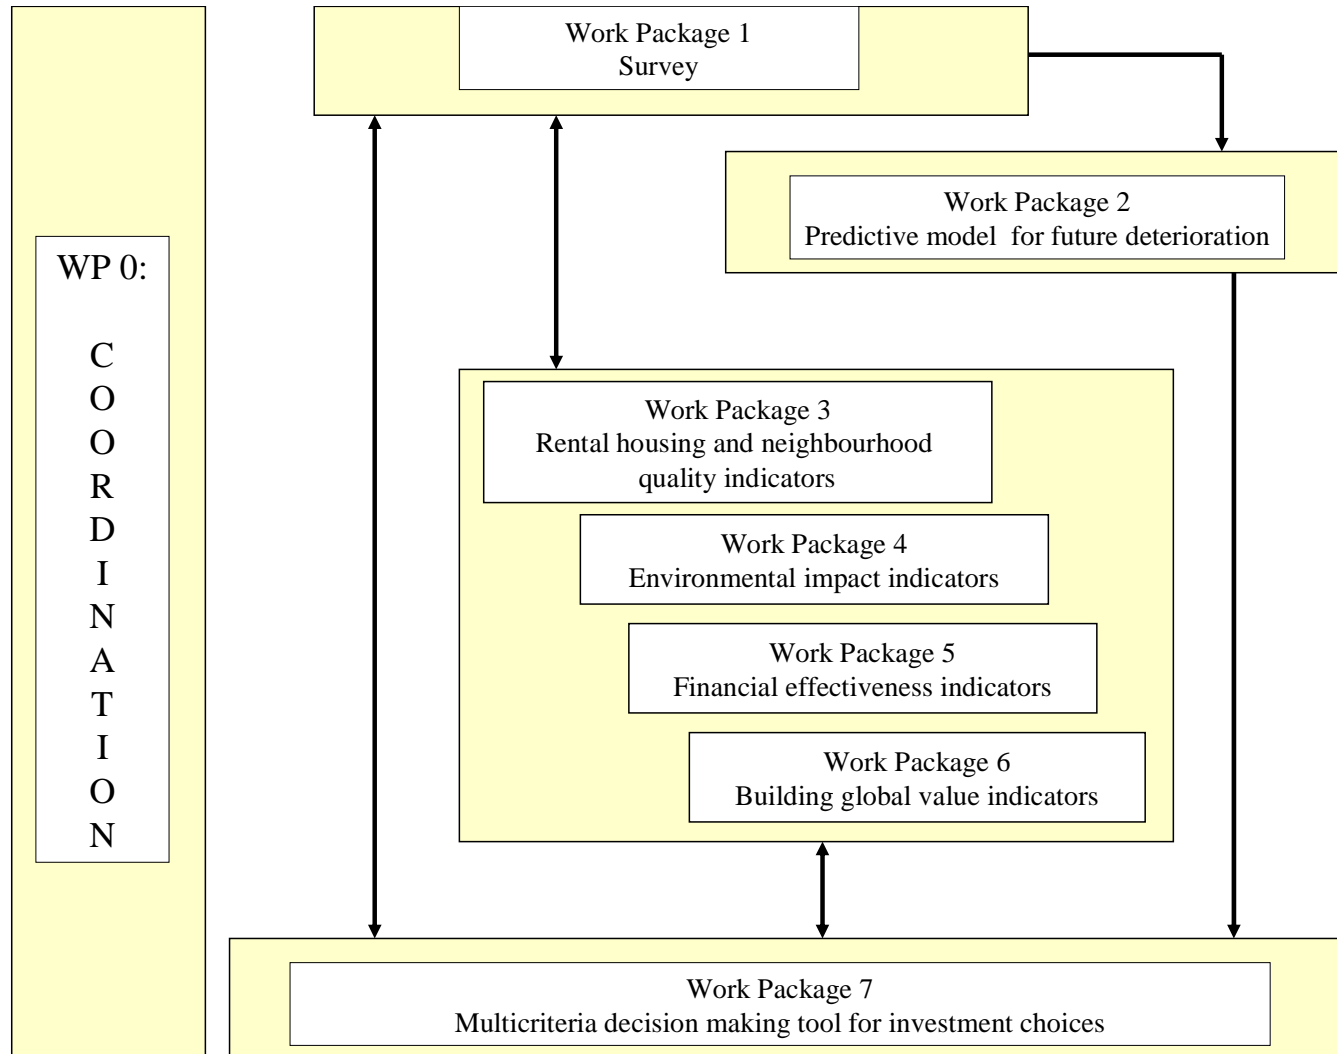 WP 0:
C
O
O
R
D
I
N
A
T
I
O
N
Work Package 1
Survey
Work Package 2
Predictive model for future deterioration
Work Package 3
Rental housing and neighbourhood
quality indicators
Work Package 4
Environmental impact indicators
Work Package 5
Financial effectiveness indicators
Work Package 6
Building global value indicators
Work Package 7
Multicriteria decision making tool for investment choices